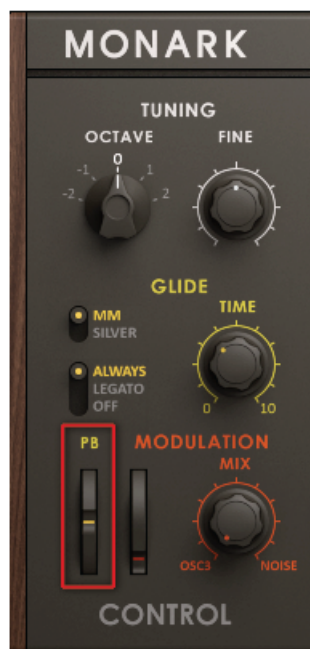 MONARK
TUNING
OCTAVE FINE
0
-1 1
-2 2
GLIDE
TIME
MM
SILVER
ALWAYS
LEGATO
OFF
0 10
PB MODULATION
MIX
OSC3 NOISE
CONTROL